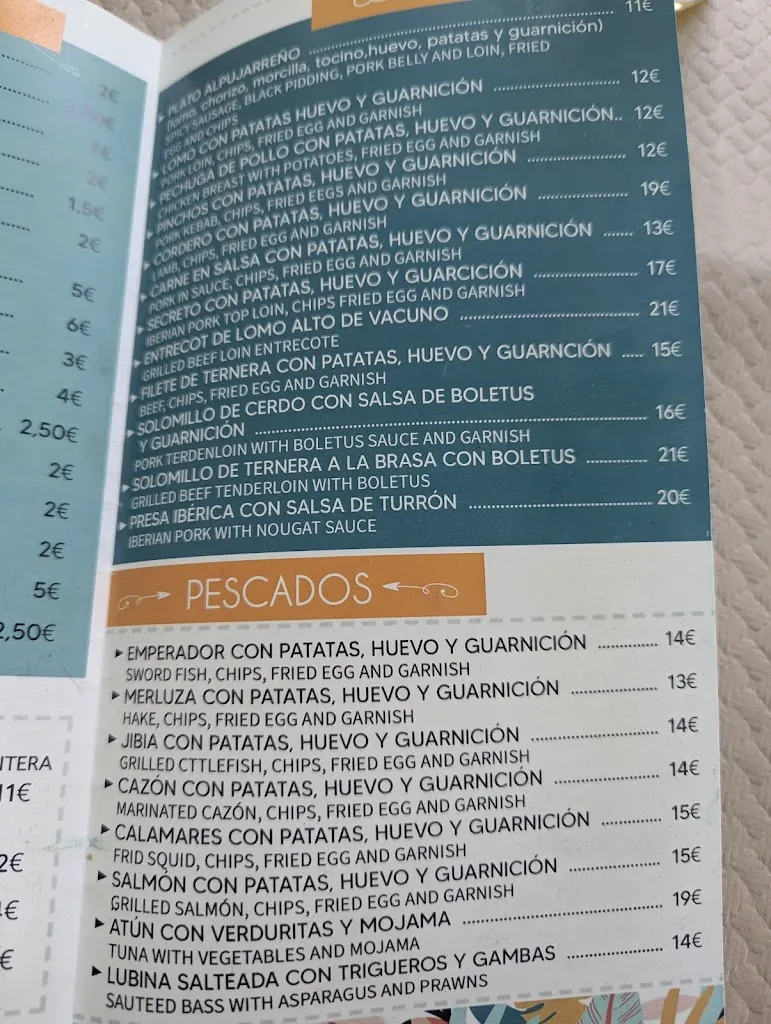 2€
2€
2€
1.5€
2€
5€
6€
3€
4€
2,50€
2€
2€
2€
5€
2,50€
NTERA
11€
2€
€
€
PLATO ALPUJARREÑO 11€
(lomo, chorizo, morcilla, tocino,huevo, patatas y guarnición)
SPICY SAUSAGE, BLACK PIDDING, PORK BELLY AND LOIN, FRIED
EGG AND CHIPS
LOMO CON PATATAS HUEVO Y GUARNICIÓN 12€
PORK LOIN, CHIPS, FRIED EGG AND GARNISH
PECHUGA DE POLLO CON PATATAS, HUEVO Y GUARNICIÓN.. 12€
CHICKEN BREAST WITH POTATOES, FRIED EGG AND GARNISH
PINCHOS CON PATATAS, HUEVO Y GUARNICIÓN 12€
PORK KEBAB, CHIPS, FRIED EEGS AND GARNISH
CORDERO CON PATATAS, HUEVO Y GUARNICIÓN 19€
LAMB, CHIPS, FRIED EGG AND GARNISH
CARNE EN SALSA CON PATATAS, HUEVO Y GUARNICIÓN 13€
PORK IN SAUCE, CHIPS, FRIED EGG AND GARNISH
SECRETO CON PATATAS, HUEVO Y GUARCICIÓN 17€
IBERIAN PORK TOP LOIN, CHIPS FRIED EGG AND GARNISH
ENTRECOT DE LOMO ALTO DE VACUNO 21€
GRILLED BEEF LOIN ENTRECOTE
FILETE DE TERNERA CON PATATAS, HUEVO Y GUARNCIÓN 15€
BEEF, CHIPS, FRIED EGG AND GARNISH
SOLOMILLO DE CERDO CON SALSA DE BOLETUS
Y GUARNICIÓN 16€
PORK TERDENLOIN WITH BOLETUS SAUCE AND GARNISH
SOLOMILLO DE TERNERA A LA BRASA CON BOLETUS 21€
GRILLED BEEF TENDERLOIN WITH BOLETUS
PRESA IBÉRICA CON SALSA DE TURRÓN 20€
IBERIAN PORK WITH NOUGAT SAUCE
PESCADOS
EMPERADOR CON PATATAS, HUEVO Y GUARNICIÓN 14€
SWORD FISH, CHIPS, FRIED EGG AND GARNISH
MERLUZA CON PATATAS, HUEVO Y GUARNICIÓN 13€
HAKE, CHIPS, FRIED EGG AND GARNISH
JIBIA CON PATATAS, HUEVO Y GUARNICIÓN 14€
GRILLED CTTLEFISH, CHIPS, FRIED EGG AND GARNISH
CAZÓN CON PATATAS, HUEVO Y GUARNICIÓN 14€
MARINATED CAZÓN, CHIPS, FRIED EGG AND GARNISH
CALAMARES CON PATATAS, HUEVO Y GUARNICIÓN 15€
FRID SQUID, CHIPS, FRIED EGG AND GARNISH
SALMÓN CON PATATAS, HUEVO Y GUARNICIÓN 15€
GRILLED SALMÓN, CHIPS, FRIED EGG AND GARNISH
ATÚN CON VERDURITAS Y MOJAMA 19€
TUNA WITH VEGETABLES AND MOJAMA
LUBINA SALTEADA CON TRIGUEROS Y GAMBAS 14€
SAUTEED BASS WITH ASPARAGUS AND PRAWNS